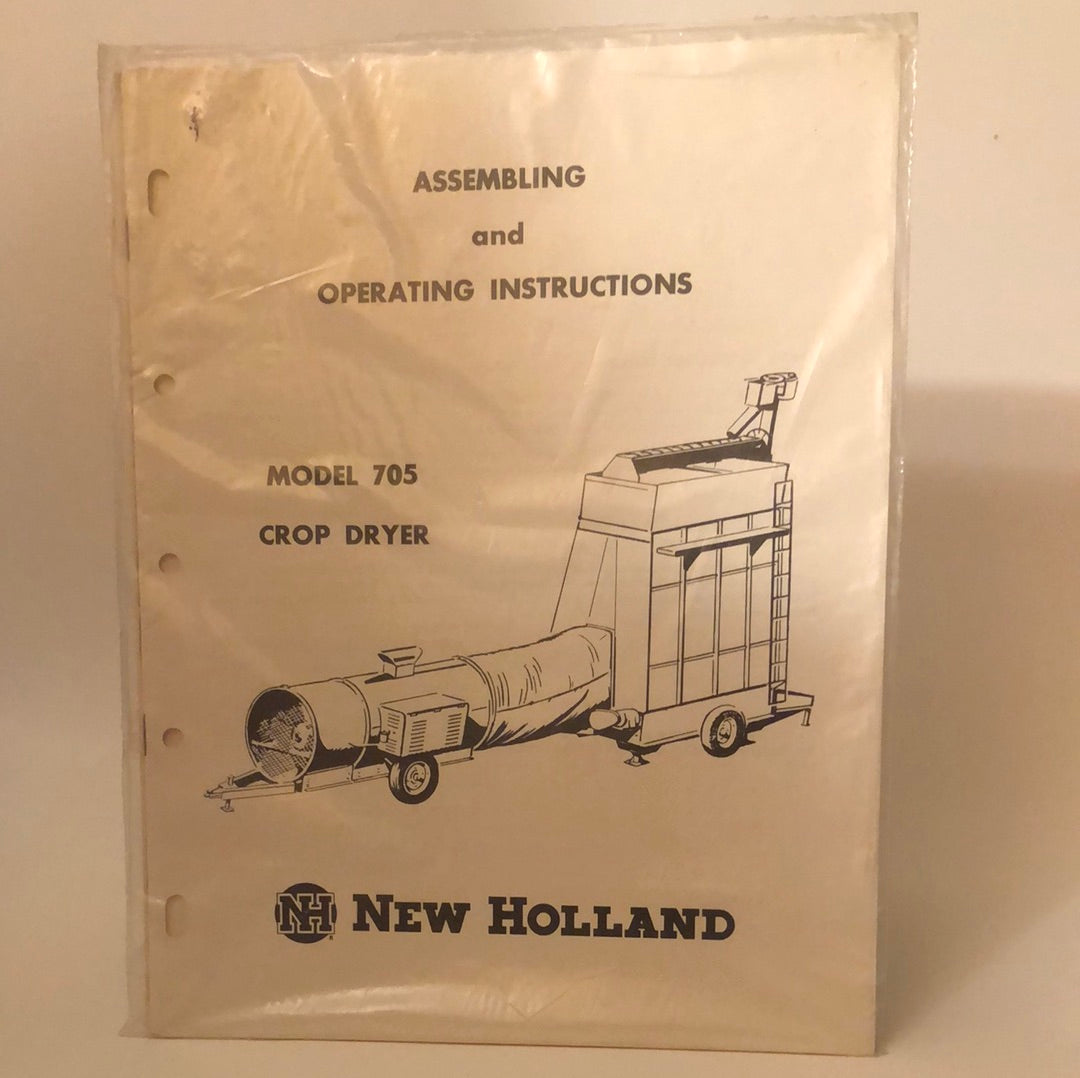 ASSEMBLING
and
OPERATING INSTRUCTIONS
MODEL 705
CROP DRYER
NH NEW HOLLAND